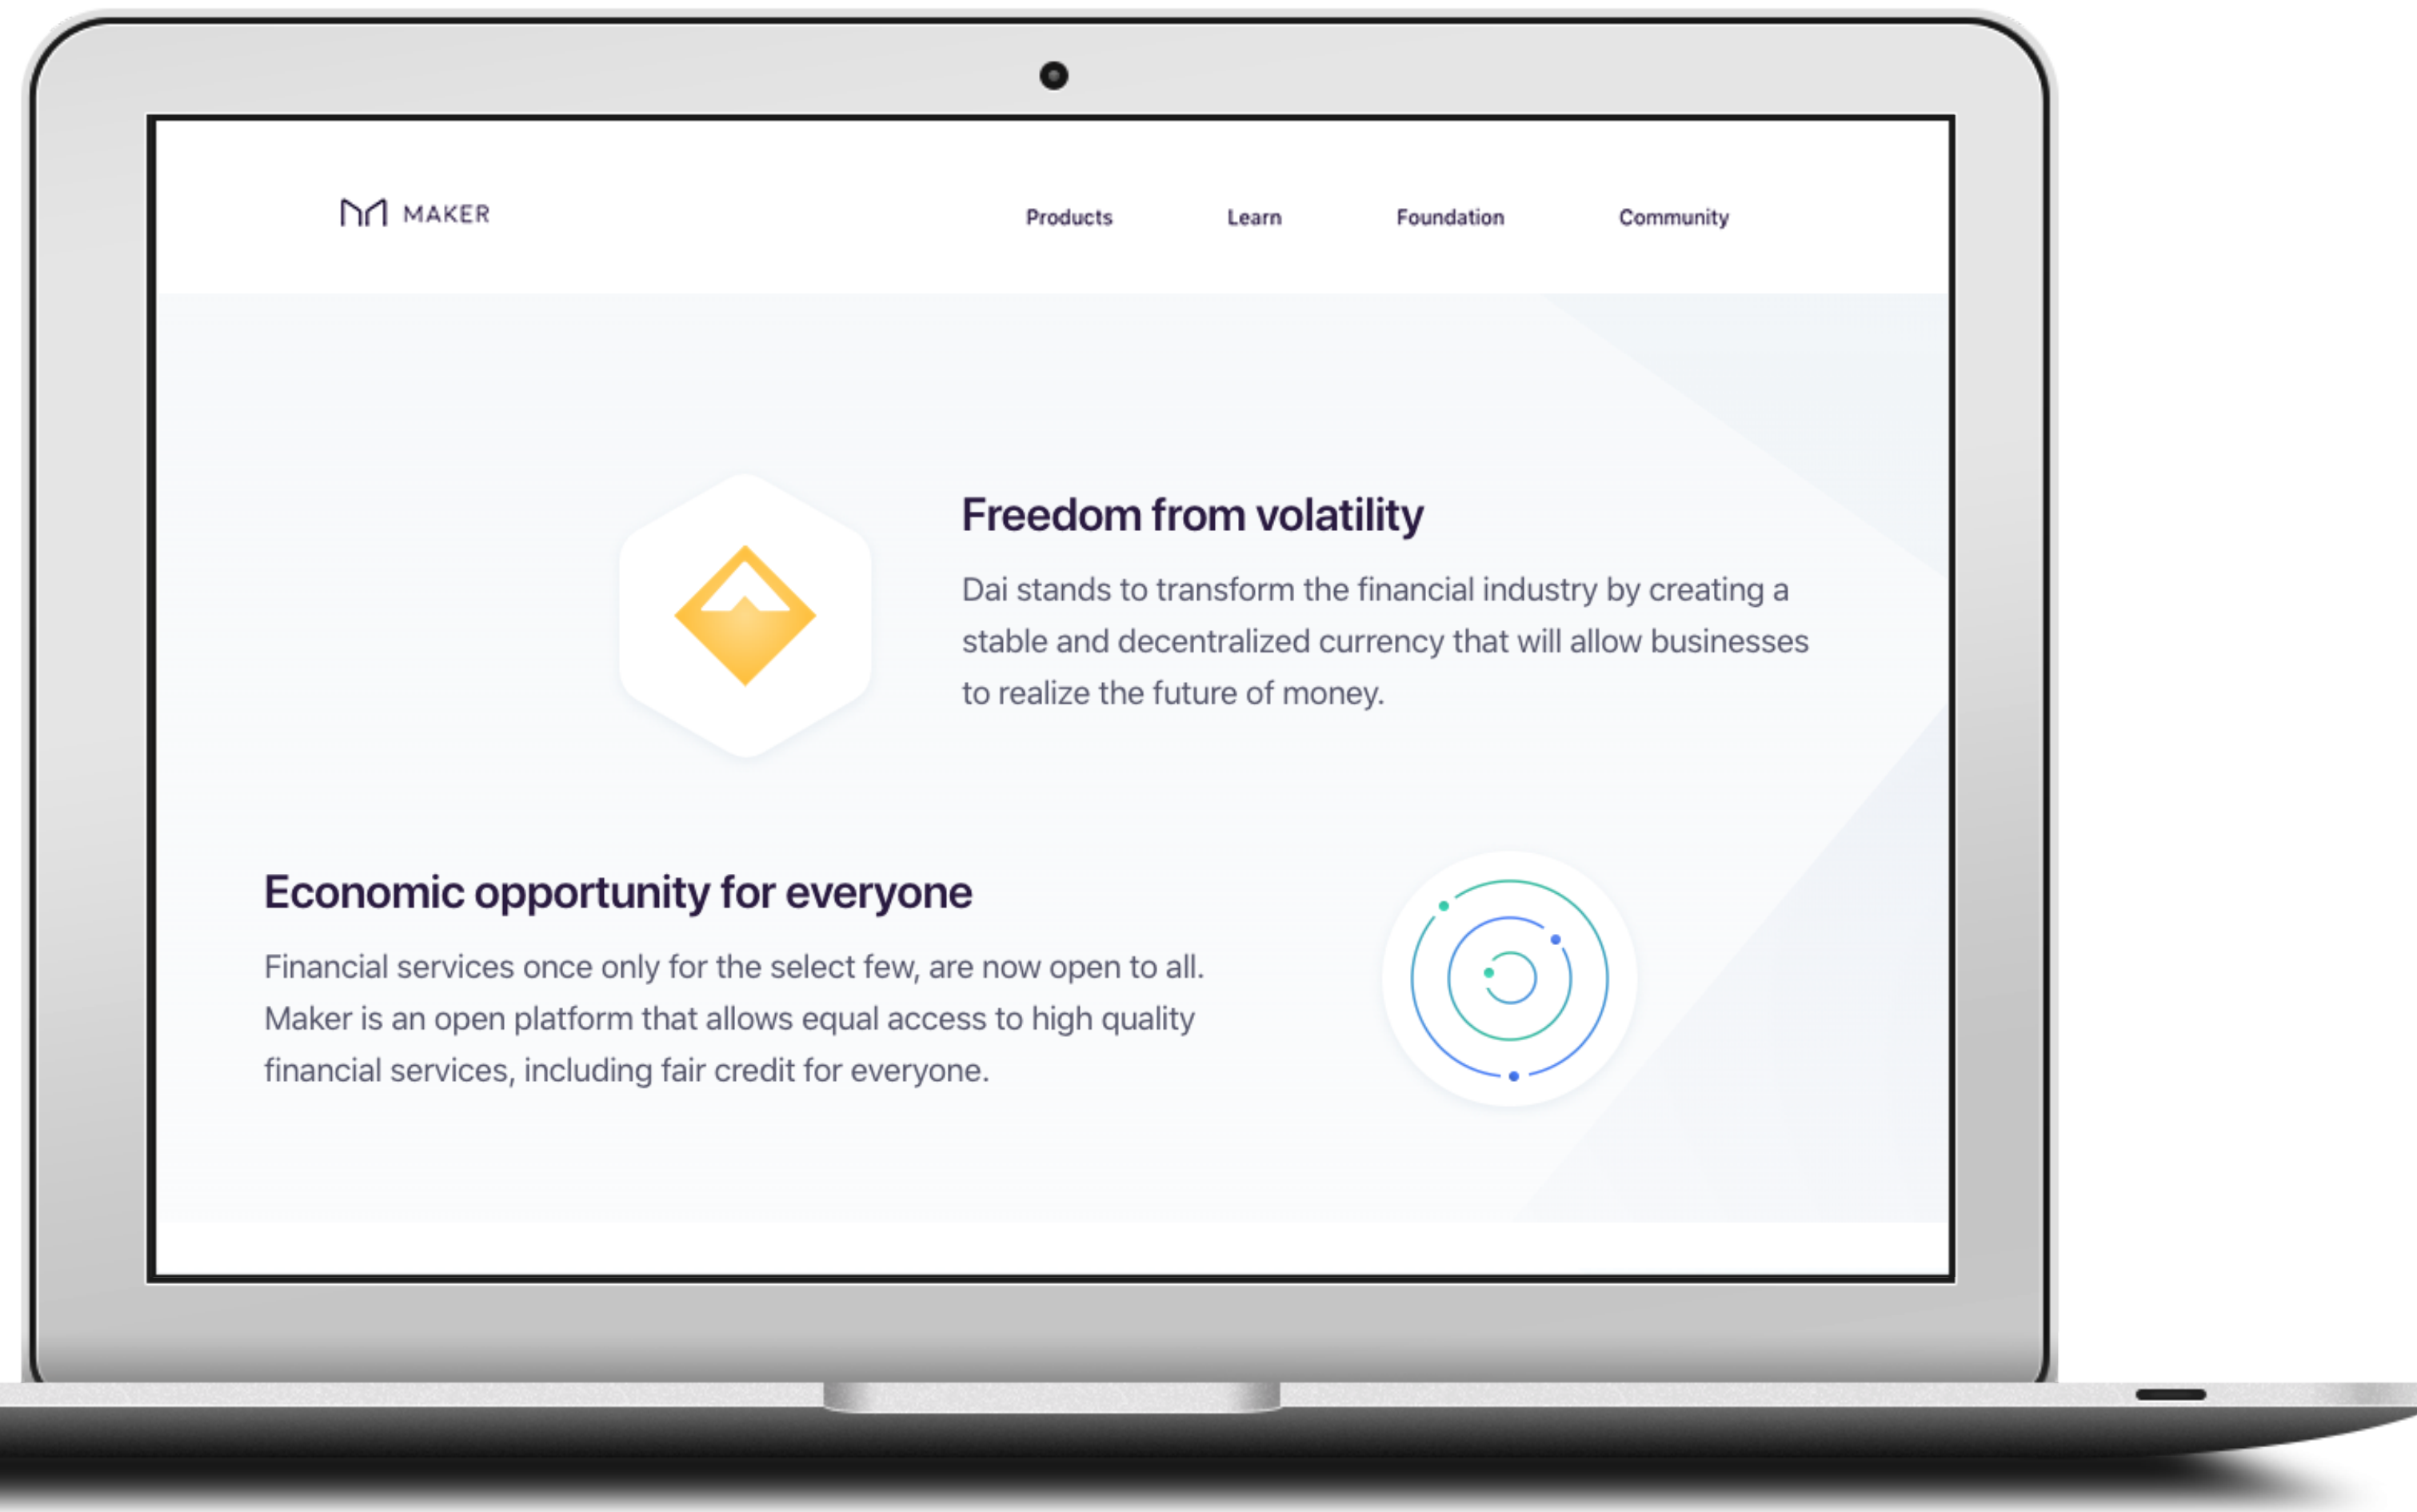 MAKER
Products Learn Foundation Community
Freedom from volatility
Dai stands to transform the financial industry by creating a
stable and decentralized currency that will allow businesses
to realize the future of money.
Economic opportunity for everyone
Financial services once only for the select few, are now open to all.
Maker is an open platform that allows equal access to high quality
financial services, including fair credit for everyone.